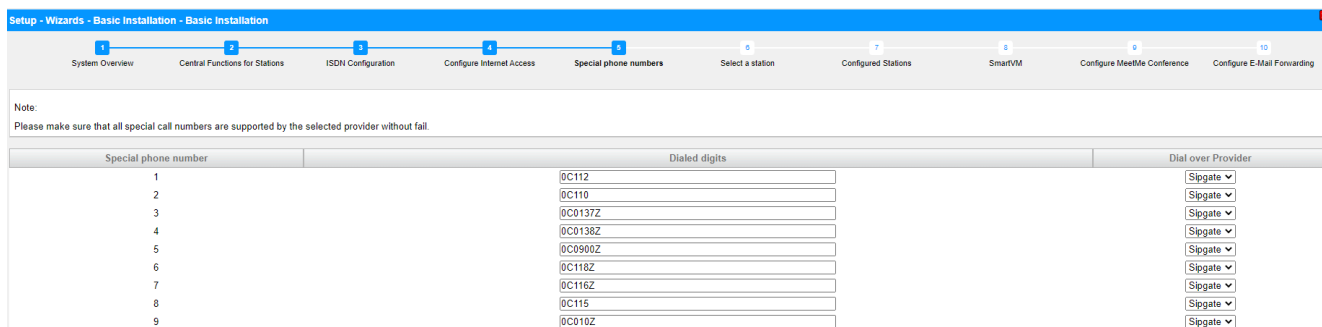 Setup - Wizards - Basic Installation - Basic Installation
1 2 3 4 5 6 7 8 9 10
System Overview Central Functions for Stations ISDN Configuration Configure Internet Access Special phone numbers Select a station Configured Stations SmartVM Configure MeetMe Conference Configure E-Mail Forwarding
Note:
Please make sure that all special call numbers are supported by the selected provider without fail.
Special phone number Dialed digits Dial over Provider
1 0C112 Sipgate
2 0C110 Sipgate
3 0C0137Z Sipgate
4 0C0138Z Sipgate
5 0C0900Z Sipgate
6 0C118Z Sipgate
7 0C116Z Sipgate
8 0C115 Sipgate
9 0C010Z Sipgate